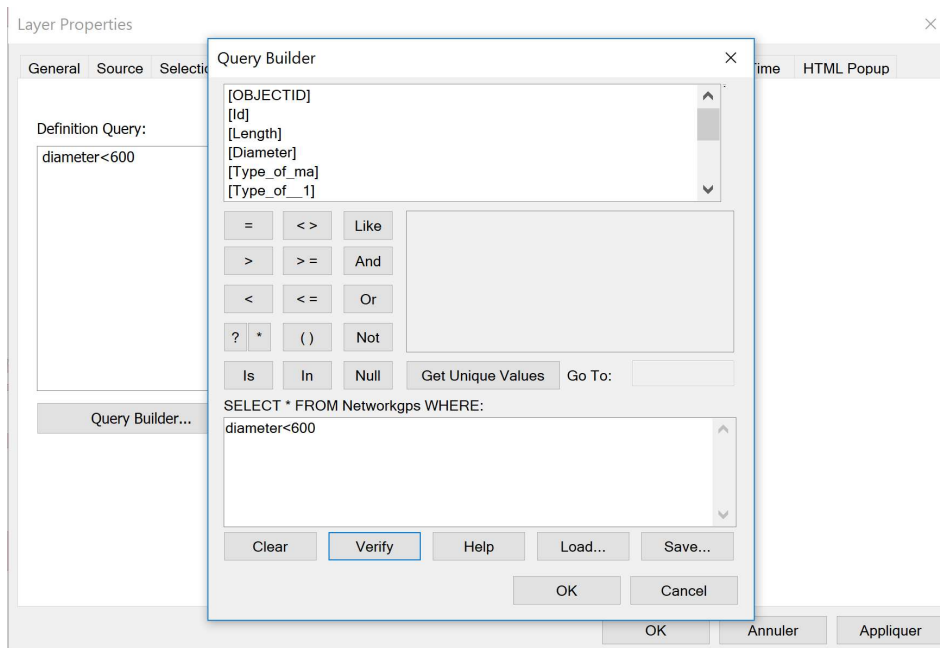 Layer Properties
General Source Selectio
ime HTML Popup
Definition Query:
diameter<600
Query Builder...
Query Builder
[OBJECTID]
[Id]
[Length]
[Diameter]
[Type_of_ma]
[Type_of__1]
= < > Like
> > = And
< < = Or
? * ( ) Not
Is In Null Get Unique Values Go To:
SELECT * FROM Networkgps WHERE:
diameter<600
Clear Verify Help Load... Save...
OK Cancel
OK Annuler Appliquer